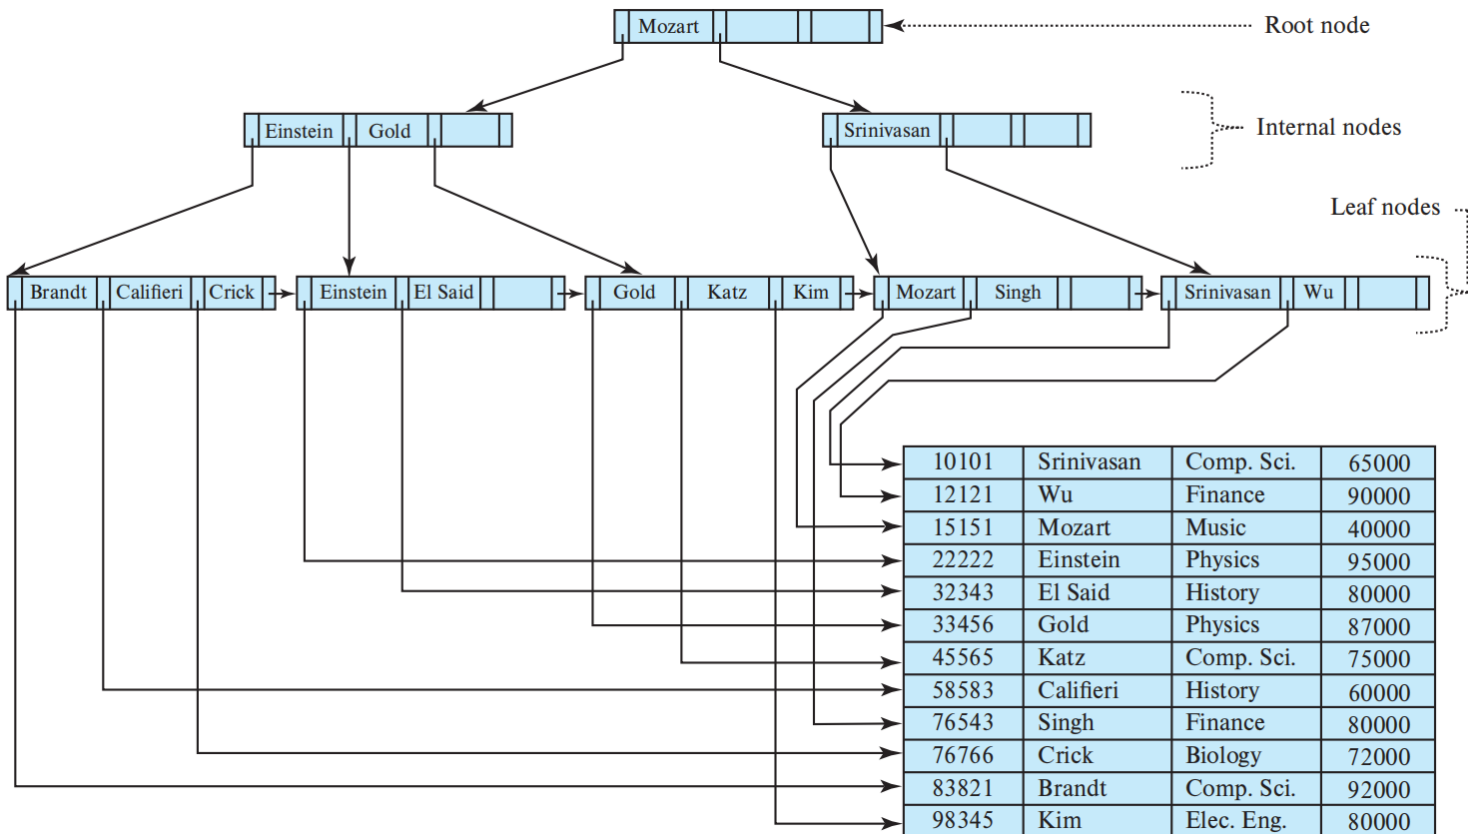 Mozart
Root node
Einstein Gold
Srinivasan
Internal nodes
Leaf nodes
Brandt Califieri Crick
Einstein El Said
Gold Katz Kim
Mozart Singh
Srinivasan Wu
10101 Srinivasan Comp. Sci. 65000
12121 Wu Finance 90000
15151 Mozart Music 40000
22222 Einstein Physics 95000
32343 El Said History 80000
33456 Gold Physics 87000
45565 Katz Comp. Sci. 75000
58583 Califieri History 60000
76543 Singh Finance 80000
76766 Crick Biology 72000
83821 Brandt Comp. Sci. 92000
98345 Kim Elec. Eng. 80000